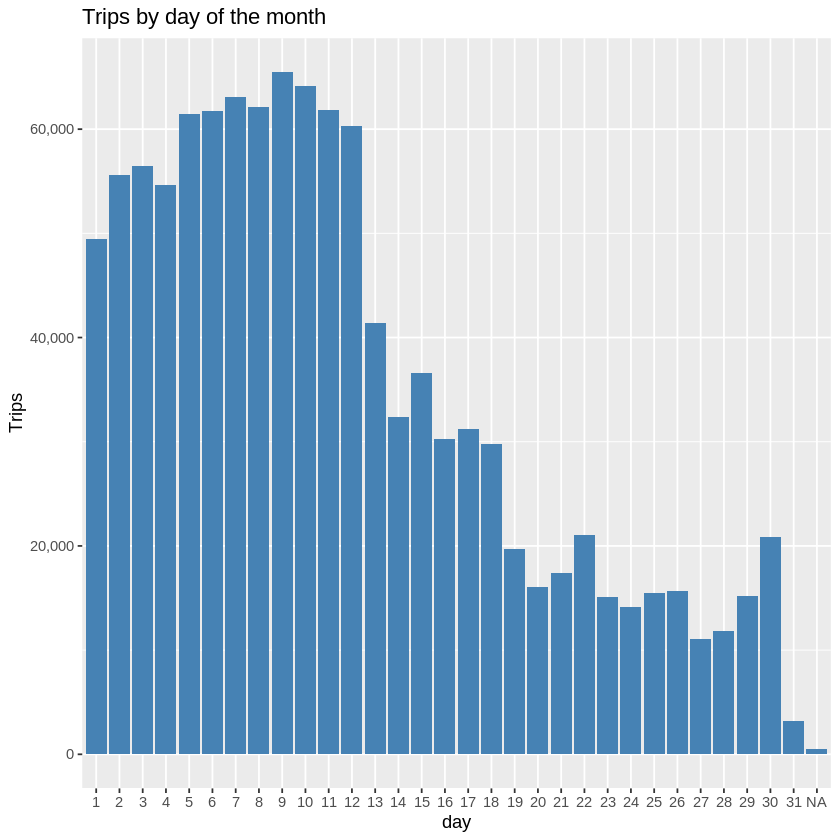 Trips by day of the month
Trips
60,000
40,000
20,000
0
1 2 3 4 5 6 7 8 9 10 11 12 13 14 15 16 17 18 19 20 21 22 23 24 25 26 27 28 29 30 31 NA
day